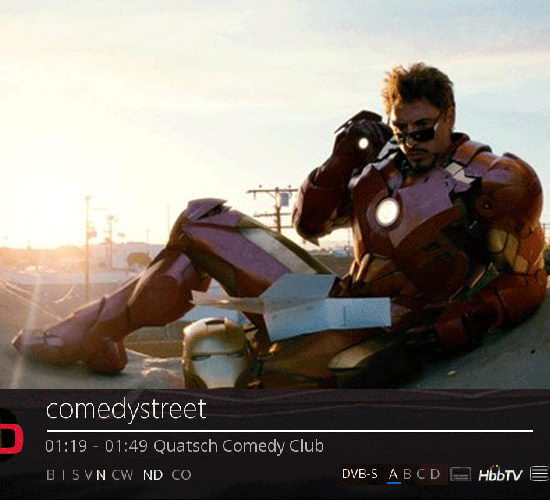 comedystreet
01:19 - 01:49 Quatsch Comedy Club
B I S V N CW ND CO DVB-S A B C D HbbTV